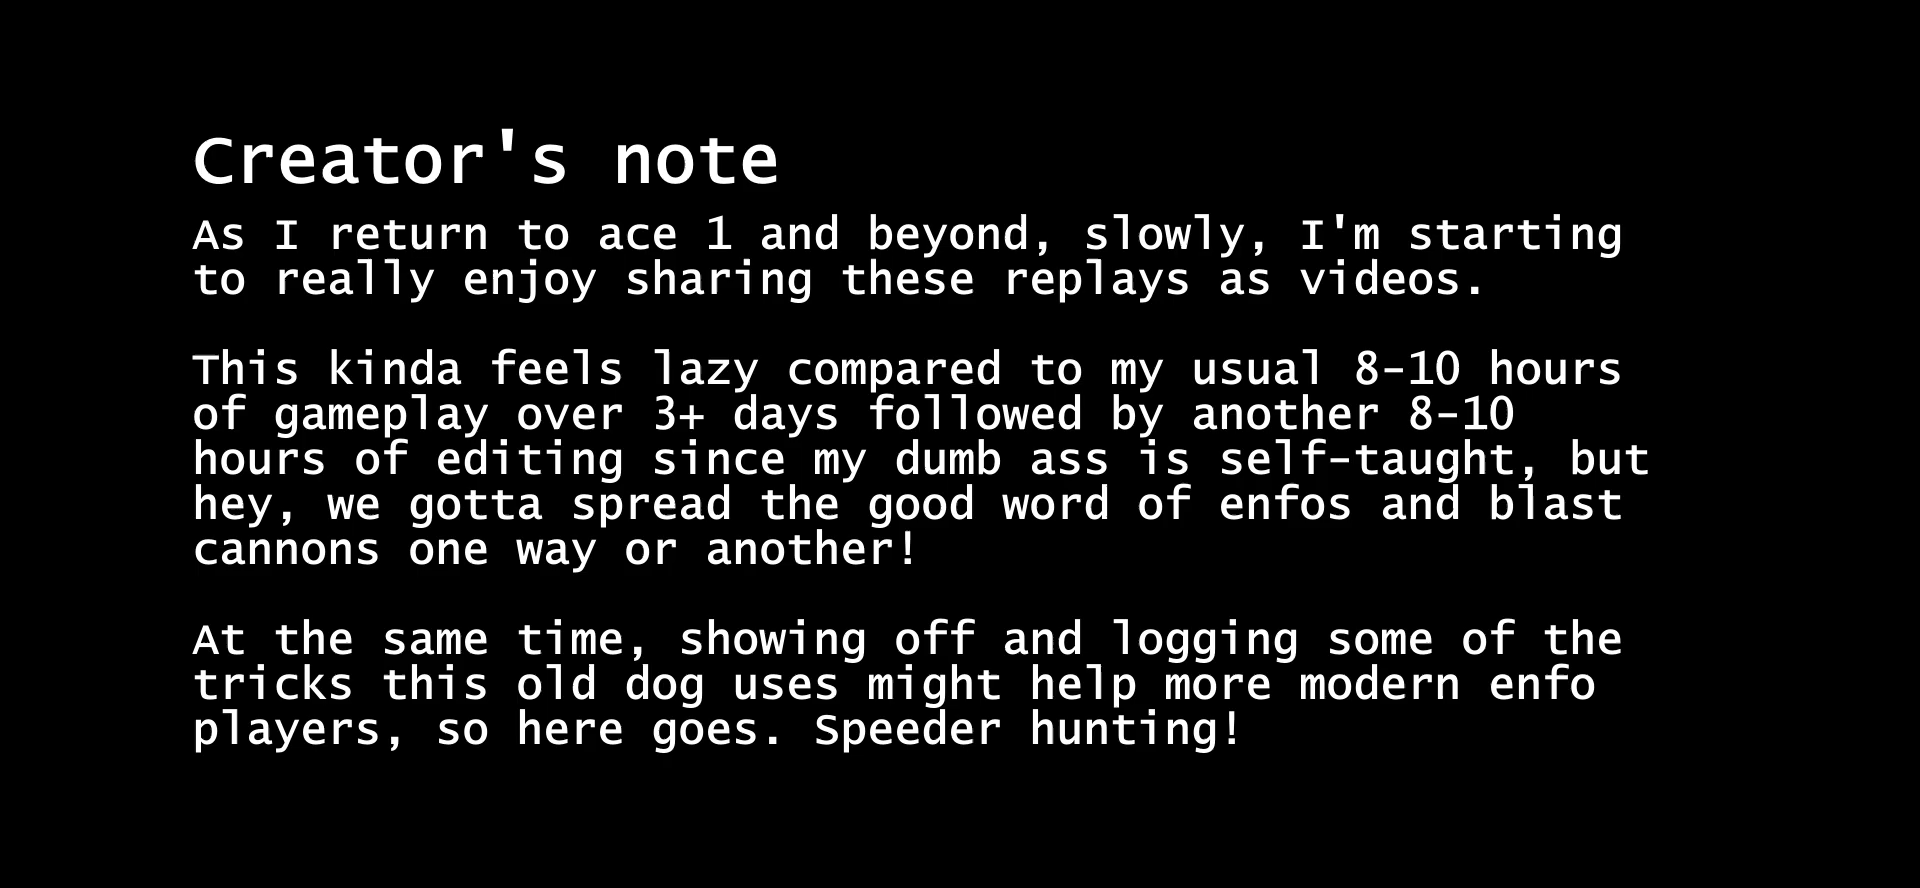 Creator's note
As I return to ace 1 and beyond, slowly, I'm starting
to really enjoy sharing these replays as videos.
This kinda feels lazy compared to my usual 8-10 hours
of gameplay over 3+ days followed by another 8-10
hours of editing since my dumb ass is self-taught, but
hey, we gotta spread the good word of enfos and blast
cannons one way or another!
At the same time, showing off and logging some of the
tricks this old dog uses might help more modern enfo
players, so here goes. Speeder hunting!